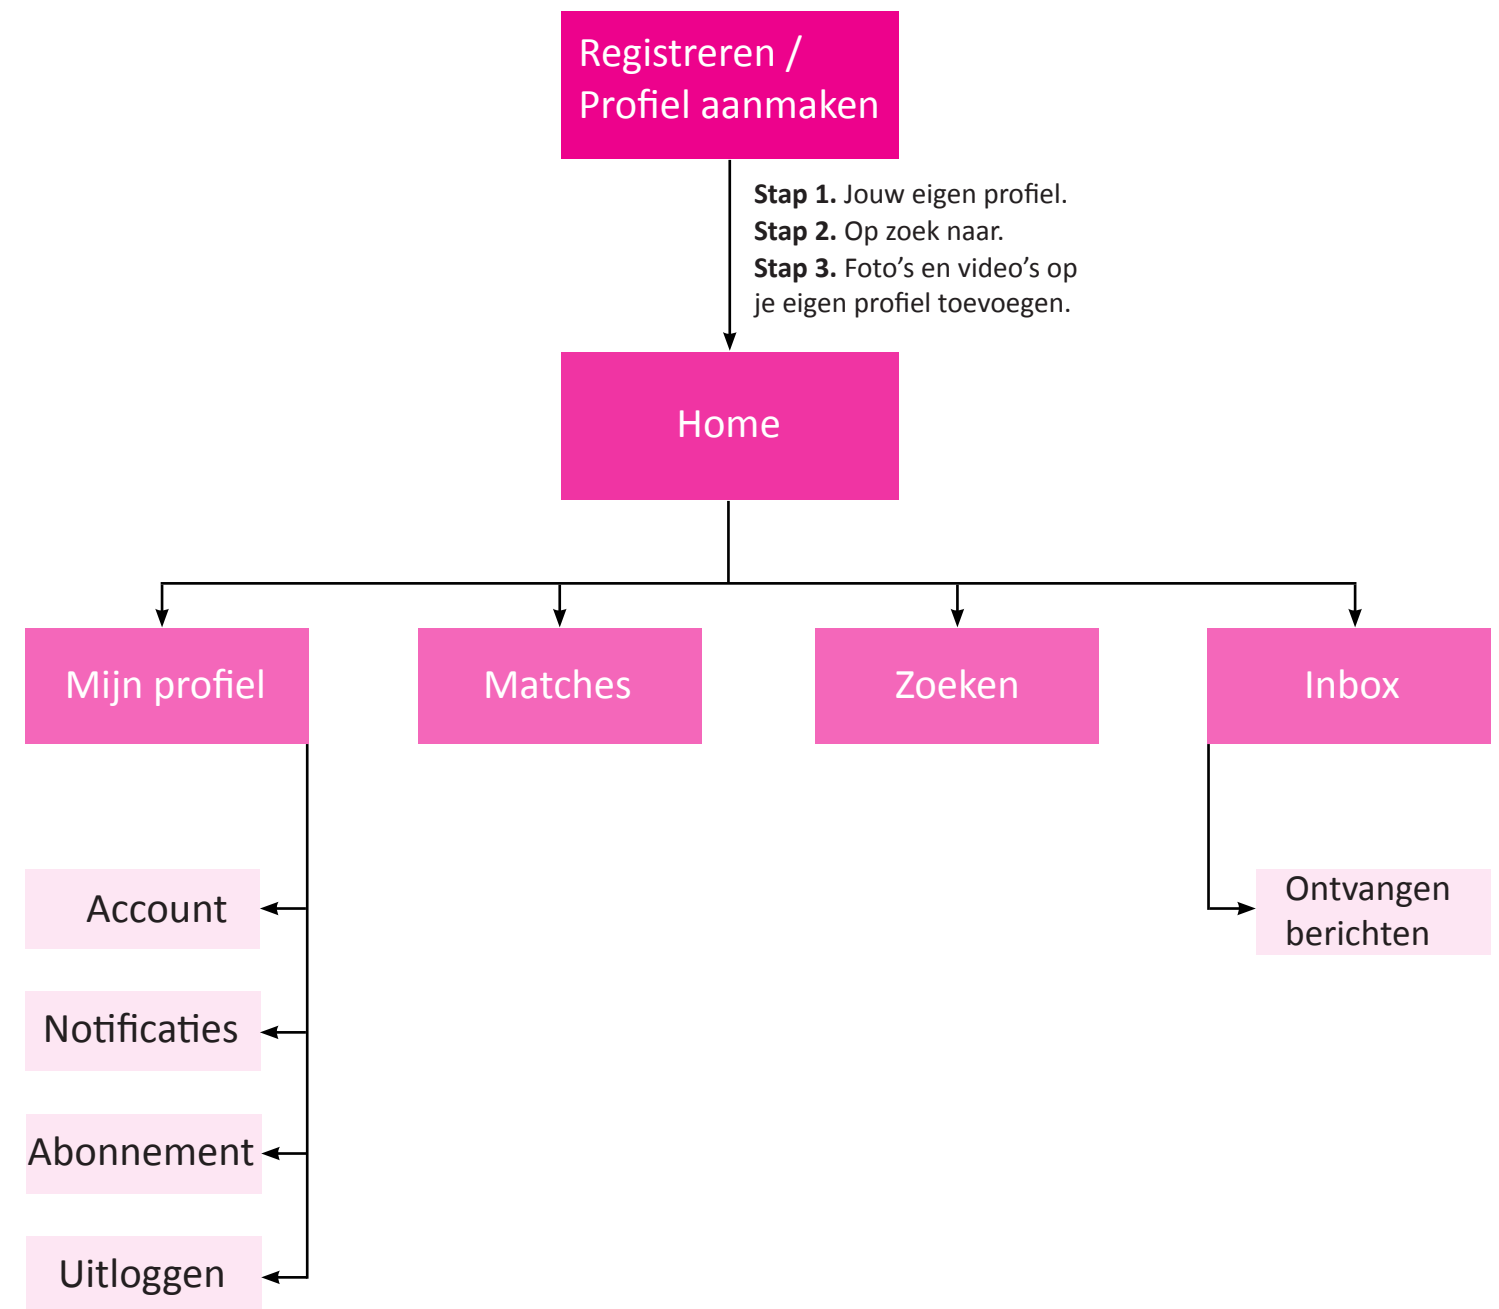 Registreren /
Profiel aanmaken
Stap 1. Jouw eigen profiel.
Stap 2. Op zoek naar.
Stap 3. Foto’s en video’s op
je eigen profiel toevoegen.
Home
Mijn profiel
Matches
Zoeken
Inbox
Account
Notificaties
Abonnement
Uitloggen
Ontvangen
berichten